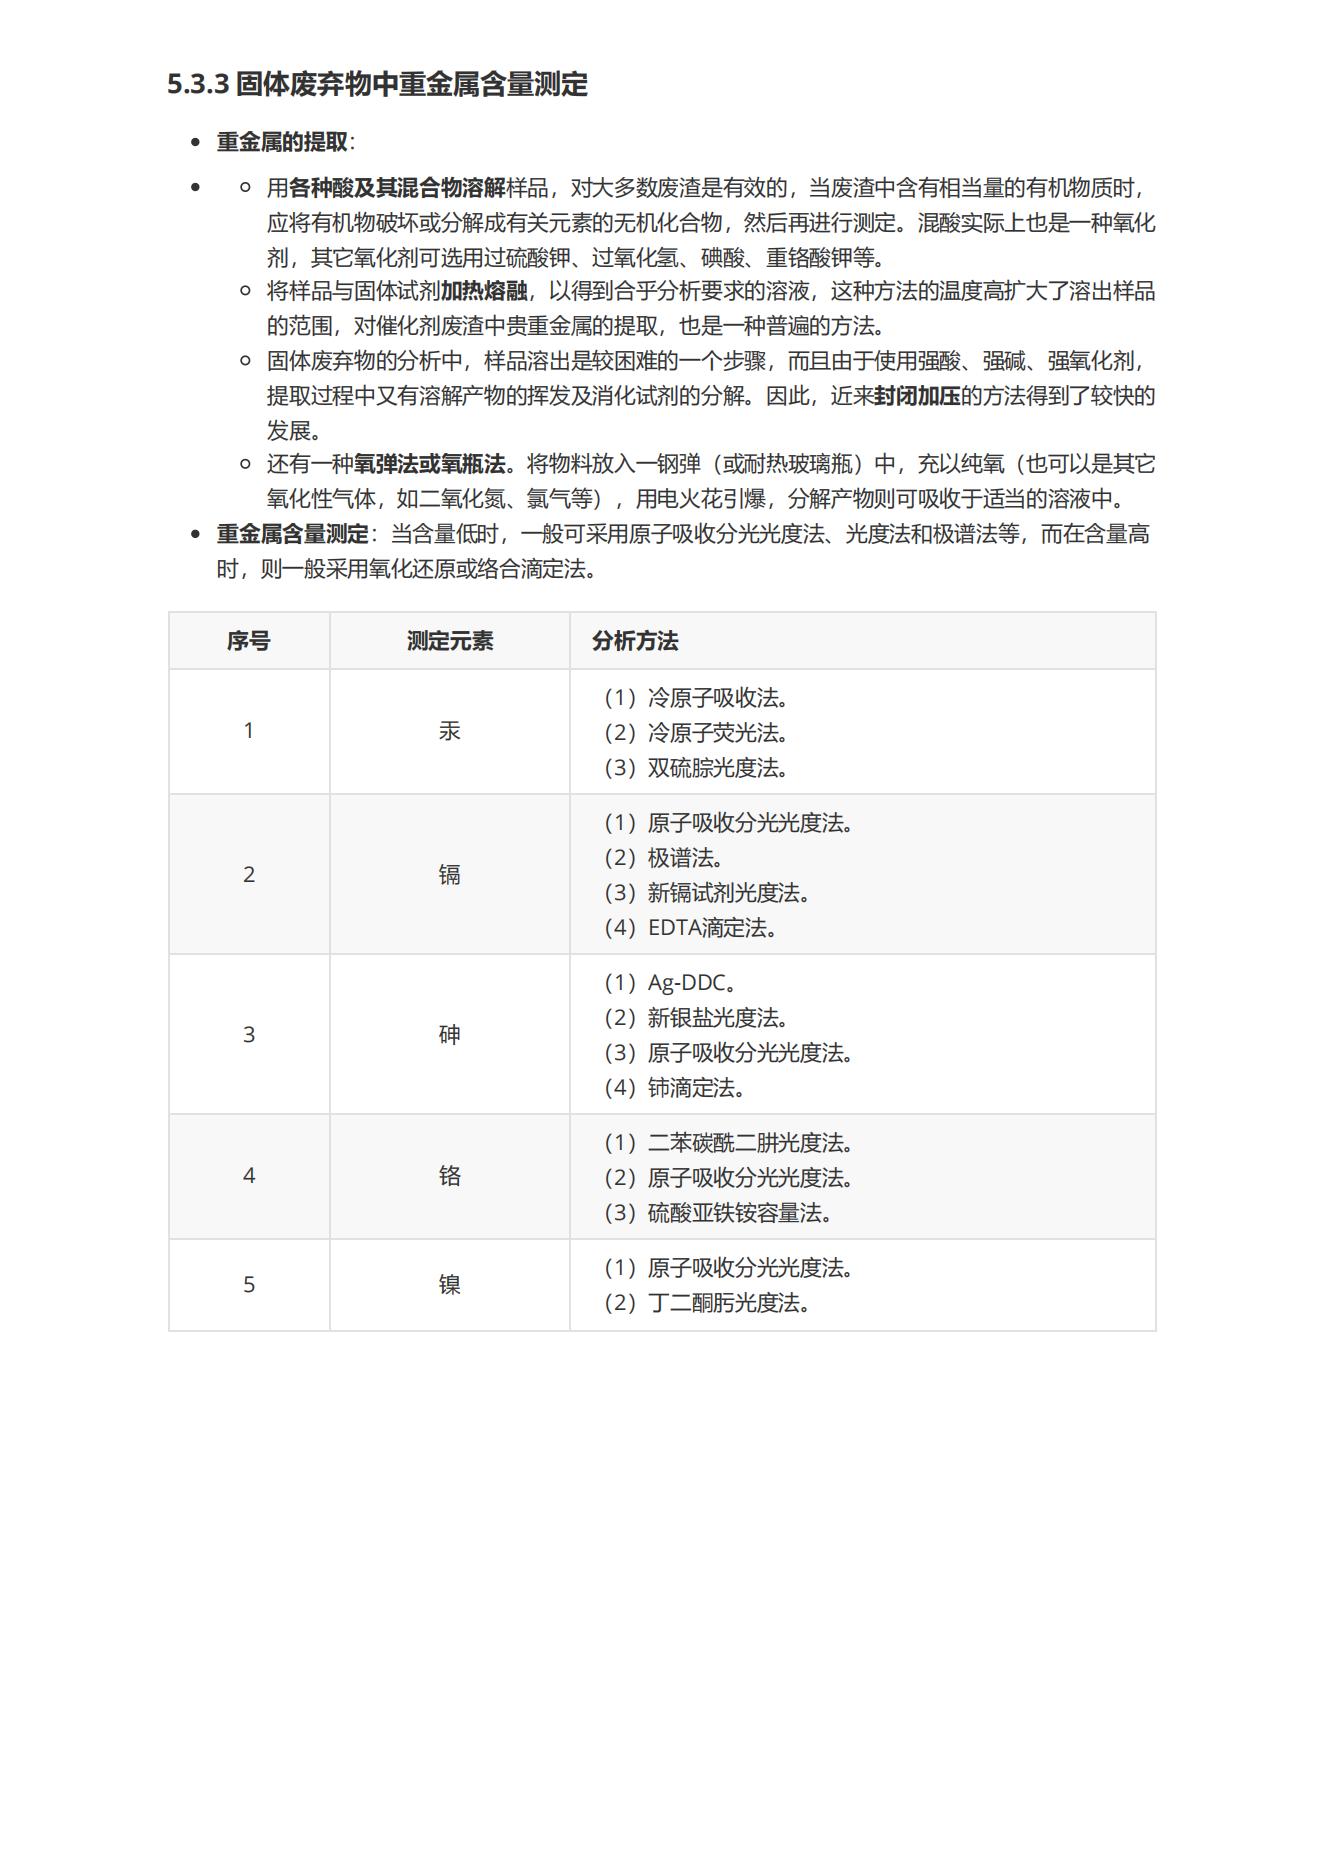 5.3.3 固体废弃物中重金属含量测定
重金属的提取：
用各种酸及其混合物溶解样品，对大多数废渣是有效的，当废渣中含有相当量的有机物质时，
应将有机物破坏或分解成有关元素的无机化合物，然后再进行测定。混酸实际上也是一种氧化
剂，其它氧化剂可选用过硫酸钾、过氧化氢、碘酸、重铬酸钾等。
将样品与固体试剂加热熔融，以得到合乎分析要求的溶液，这种方法的温度高扩大了溶出样品
的范围，对催化剂废渣中贵重金属的提取，也是一种普遍的方法。
固体废弃物的分析中，样品溶出是较困难的一个步骤，而且由于使用强酸、强碱、强氧化剂，
提取过程中又有溶解产物的挥发及消化试剂的分解。因此，近来封闭加压的方法得到了较快的
发展。
还有一种氧弹法或氧瓶法。将物料放入一钢弹（或耐热玻璃瓶）中，充以纯氧（也可以是其它
氧化性气体，如二氧化氮、氯气等），用电火花引爆，分解产物则可吸收于适当的溶液中。
重金属含量测定：当含量低时，一般可采用原子吸收分光光度法、光度法和极谱法等，而在含量高
时，则一般采用氧化还原或络合滴定法。
序号 测定元素 分析方法
1 汞
（1）冷原子吸收法。
（2）冷原子荧光法。
（3）双硫腙光度法。
2 镉
（1）原子吸收分光光度法。
（2）极谱法。
（3）新镉试剂光度法。
（4）EDTA滴定法。
3 砷
（1）Ag-DDC。
（2）新银盐光度法。
（3）原子吸收分光光度法。
（4）铈滴定法。
4 铬
（1）二苯碳酰二肼光度法。
（2）原子吸收分光光度法。
（3）硫酸亚铁铵容量法。
5 镍
（1）原子吸收分光光度法。
（2）丁二酮肟光度法。